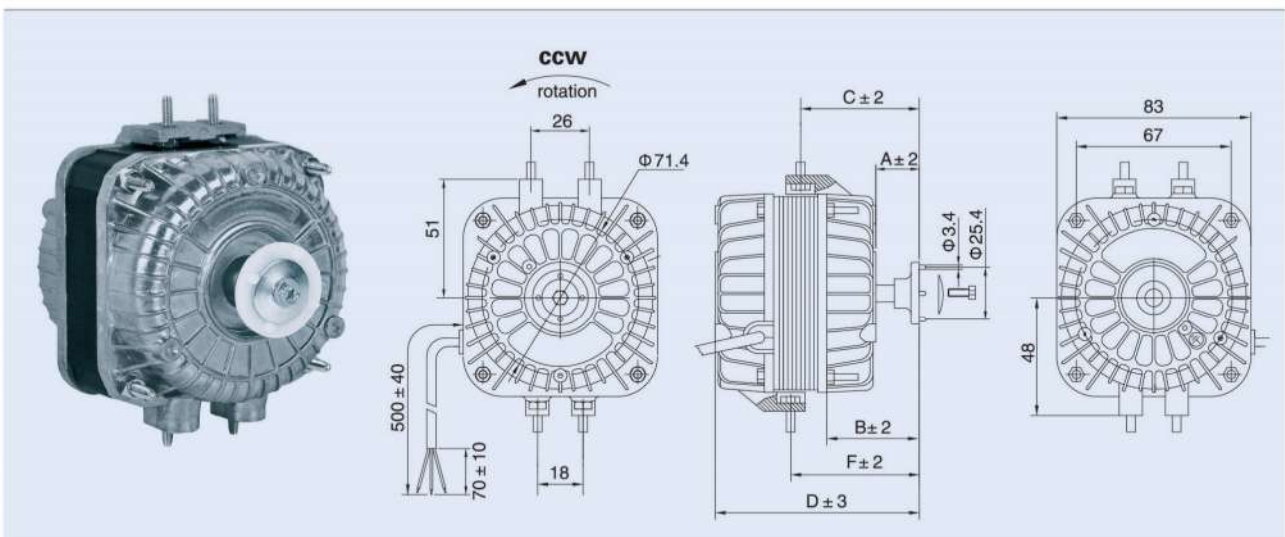 ccw
rotation
26
Φ71.4
51
500 ± 40
70 ± 10
18
C ± 2
A ± 2
Φ3.4
Φ25.4
B ± 2
F ± 2
D ± 3
83
67
48